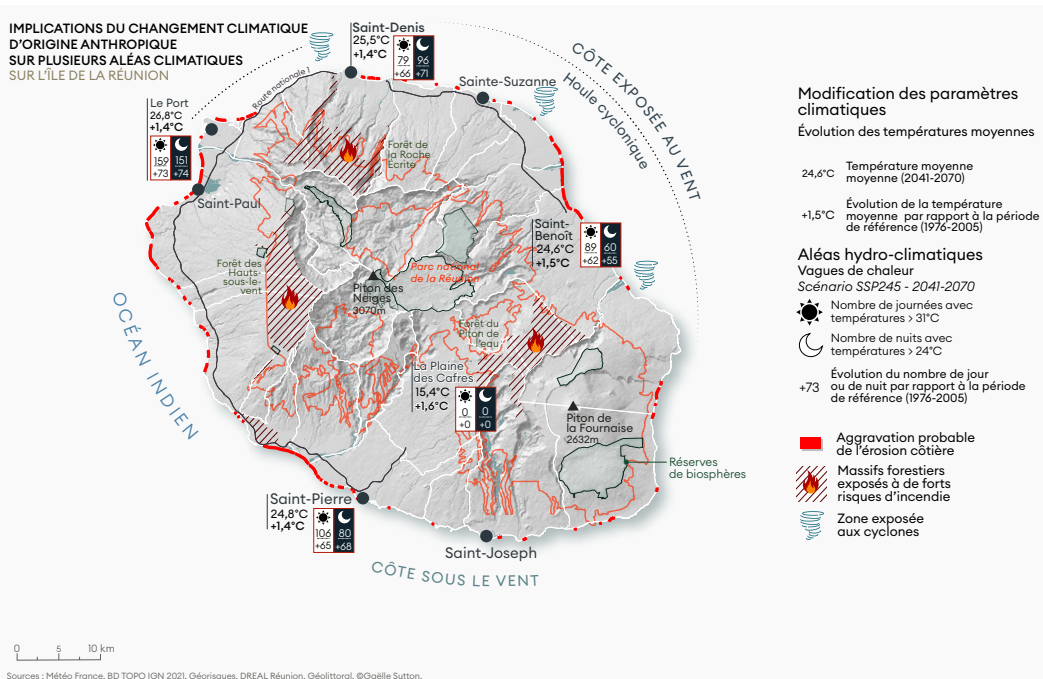 IMPLICATIONS DU CHANGEMENT CLIMATIQUE
D'ORIGINE ANTHROPIQUE
SUR PLUSIEURS ALÉAS CLIMATIQUES
SUR L'ÎLE DE LA RÉUNION
Saint-Denis
25,5°C
+1,4°C
79
+66
96
+71
Sainte-Suzanne
CÔTE EXPOSÉE AU VENT
Houle cyclonique
Route nationale 1
Le Port
26,8°C
+1,4°C
159
+73
151
+74
Saint-Paul
Forêt de
la Roche
Écrite
Saint-
Benoît
24,6°C
+1,5°C
89
+62
60
+55
Forêt des
Hauts-
sous-le-
vent
Parc national
de la Réunion
Piton des
Neiges
3070m
Forêt du
Piton de
l'eau
La Plaine
des Cafres
15,4°C
+1,6°C
0
+0
0
+0
Piton de
la Fournaise
2632m
Réserves
de biosphères
OCÉAN INDIEN
Saint-Pierre
24,8°C
+1,4°C
106
+65
80
+68
Saint-Joseph
CÔTE SOUS LE VENT
Modification des paramètres
climatiques
Évolution des températures moyennes
24,6°C
Température moyenne
moyenne (2041-2070)
+1,5°C
Évolution de la température
moyenne par rapport à la période
de référence (1976-2005)
Aléas hydro-climatiques
Vagues de chaleur
Scénario SSP245 - 2041-2070
Nombre de journées avec
températures > 31°C
Nombre de nuits avec
températures > 24°C
+73
Évolution du nombre de jour
ou de nuit par rapport à la période
de référence (1976-2005)
Aggravation probable
de l'érosion côtière
Massifs forestiers
exposés à de forts
risques d'incendie
Zone exposée
aux cyclones
0 5 10 km
Sources : Météo France, BD TOPO IGN 2021, Géorisques, DREAL Réunion, Géolittoral, ©Gaëlle Sutton.